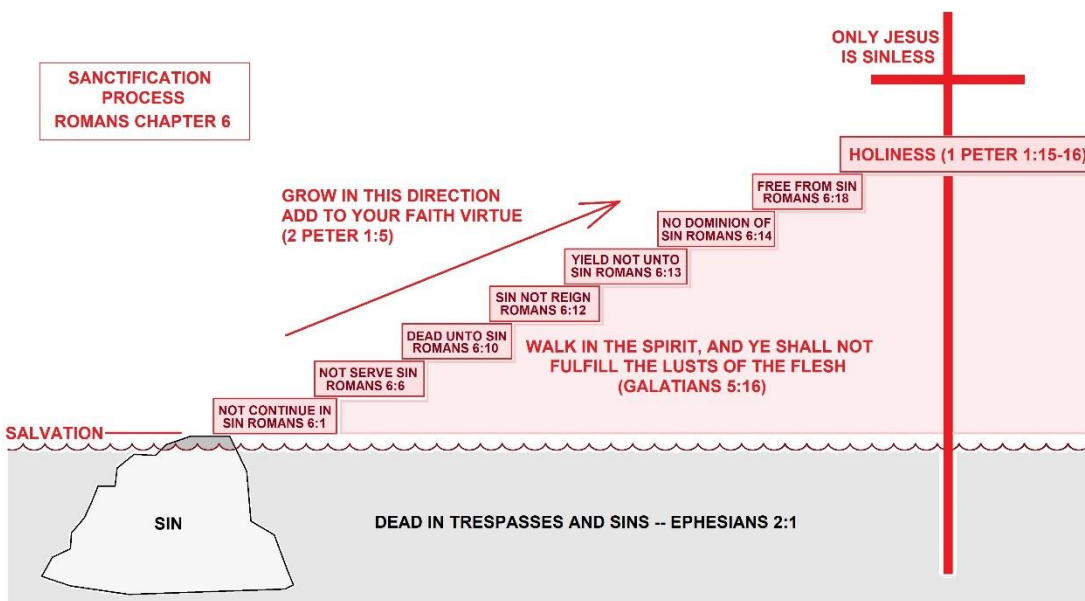 ONLY JESUS
IS SINLESS
SANCTIFICATION
PROCESS
ROMANS CHAPTER 6
HOLINESS (1 PETER 1:15-16)
GROW IN THIS DIRECTION
ADD TO YOUR FAITH VIRTUE
(2 PETER 1:5)
FREE FROM SIN
ROMANS 6:18
NO DOMINION OF
SIN ROMANS 6:14
YIELD NOT UNTO
SIN ROMANS 6:13
SIN NOT REIGN
ROMANS 6:12
DEAD UNTO SIN
ROMANS 6:10
WALK IN THE SPIRIT, AND YE SHALL NOT
FULFILL THE LUSTS OF THE FLESH
(GALATIANS 5:16)
NOT SERVE SIN
ROMANS 6:6
NOT CONTINUE IN
SIN ROMANS 6:1
SALVATION
SIN
DEAD IN TRESPASSES AND SINS -- EPHESIANS 2:1